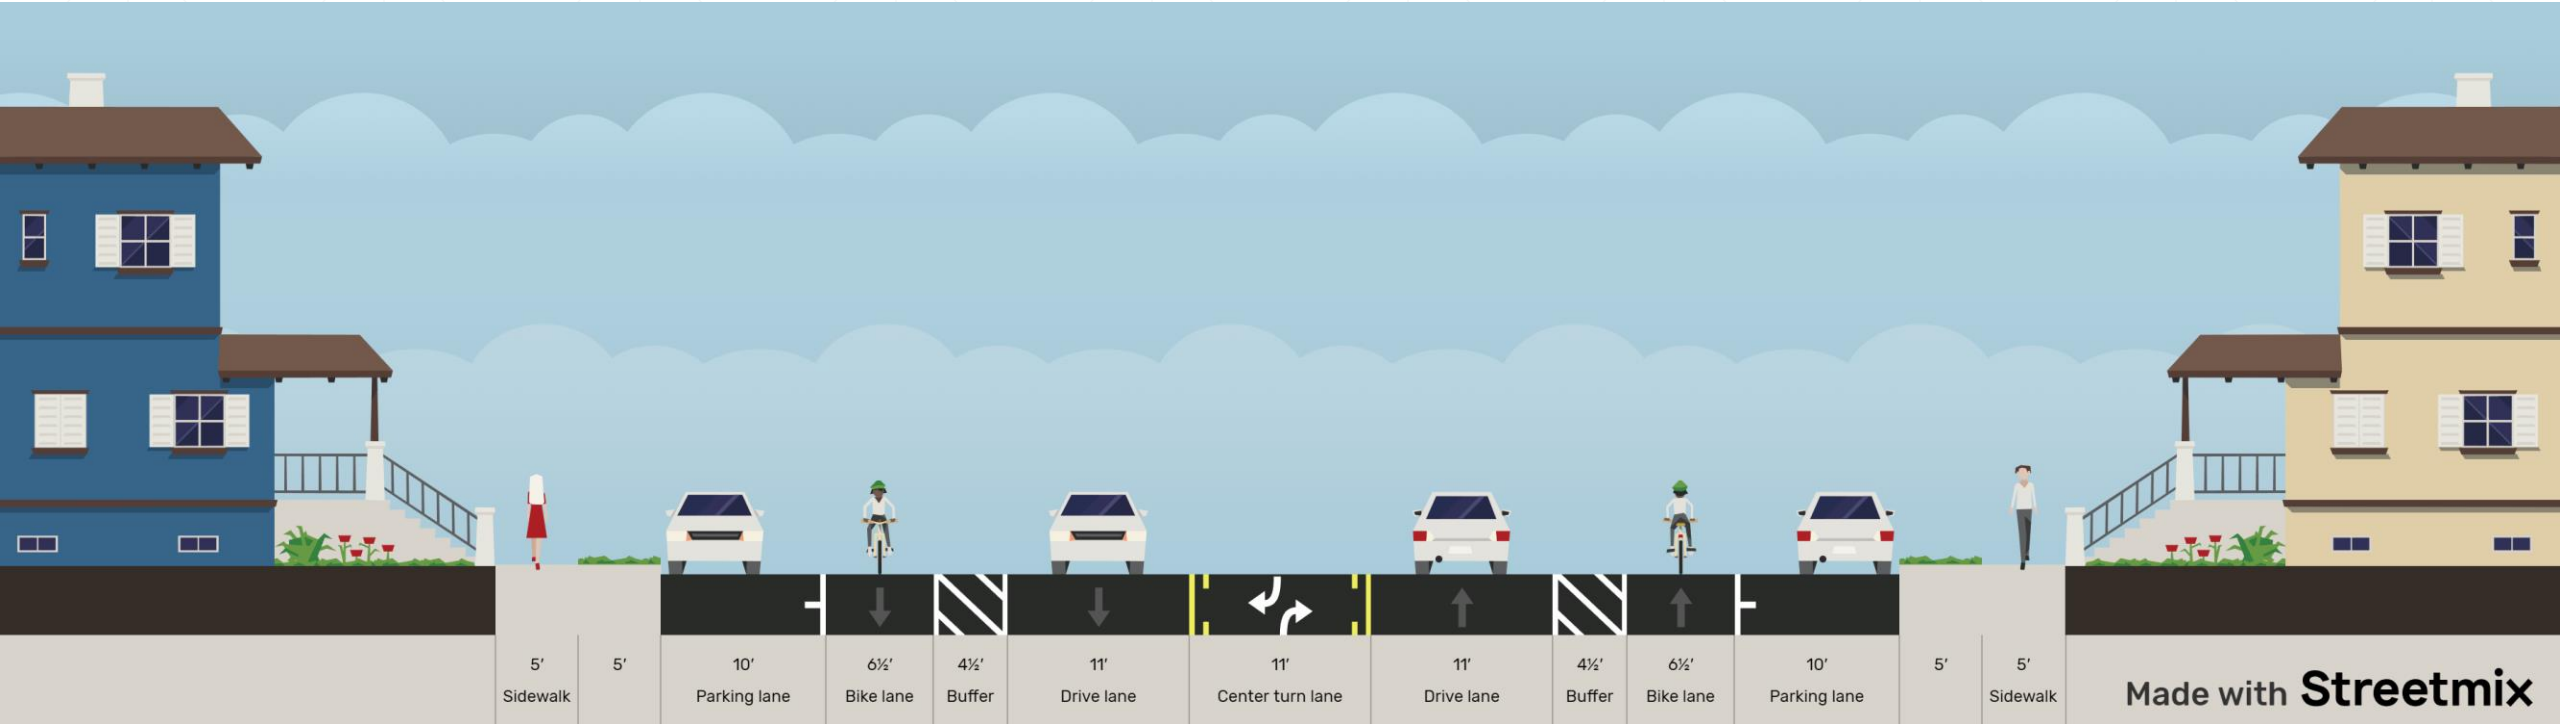 5′ 5′ 10′ 6½′ 4½′ 11′ 11′ 11′ 4½′ 6½′ 10′ 5′ 5′
Sidewalk Parking lane Bike lane Buffer Drive lane Center turn lane Drive lane Buffer Bike lane Parking lane Sidewalk
Made with Streetmix